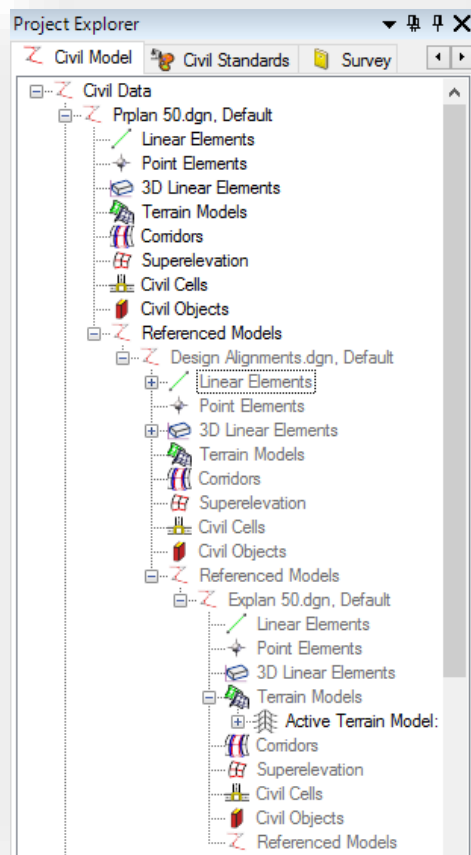 Project Explorer
Civil Model Civil Standards Survey
Civil Data
Prplan 50.dgn, Default
Linear Elements
Point Elements
3D Linear Elements
Terrain Models
Corridors
Superelevation
Civil Cells
Civil Objects
Referenced Models
Design Alignments.dgn, Default
Linear Elements
Point Elements
3D Linear Elements
Terrain Models
Corridors
Superelevation
Civil Cells
Civil Objects
Referenced Models
Explan 50.dgn, Default
Linear Elements
Point Elements
3D Linear Elements
Terrain Models
Active Terrain Model:
Corridors
Superelevation
Civil Cells
Civil Objects
Referenced Models